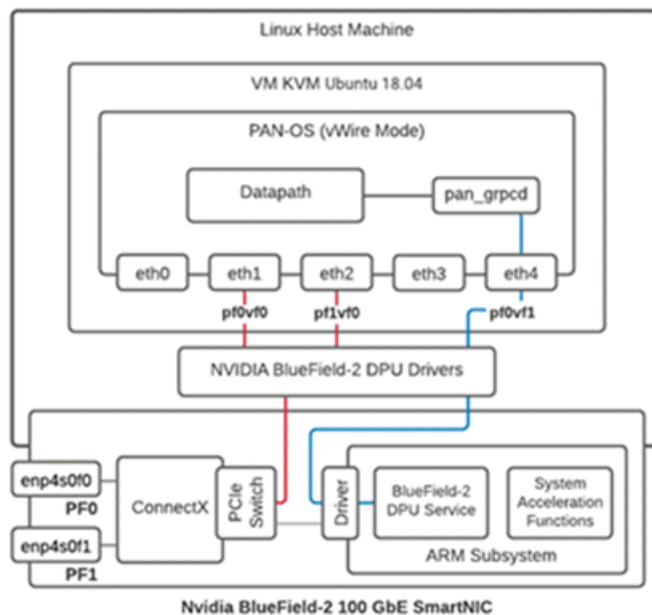 Linux Host Machine
VM KVM Ubuntu 18.04
PAN-OS (vWire Mode)
Datapath
pan_grpcd
eth0
eth1
eth2
eth3
eth4
pf0vf0
pf1vf0
pf0vf1
NVIDIA BlueField-2 DPU Drivers
enp4s0f0
PF0
enp4s0f1
PF1
ConnectX
PCIe
Switch
Driver
BlueField-2
DPU Service
System
Acceleration
Functions
ARM Subsystem
Nvidia BlueField-2 100 GbE SmartNIC